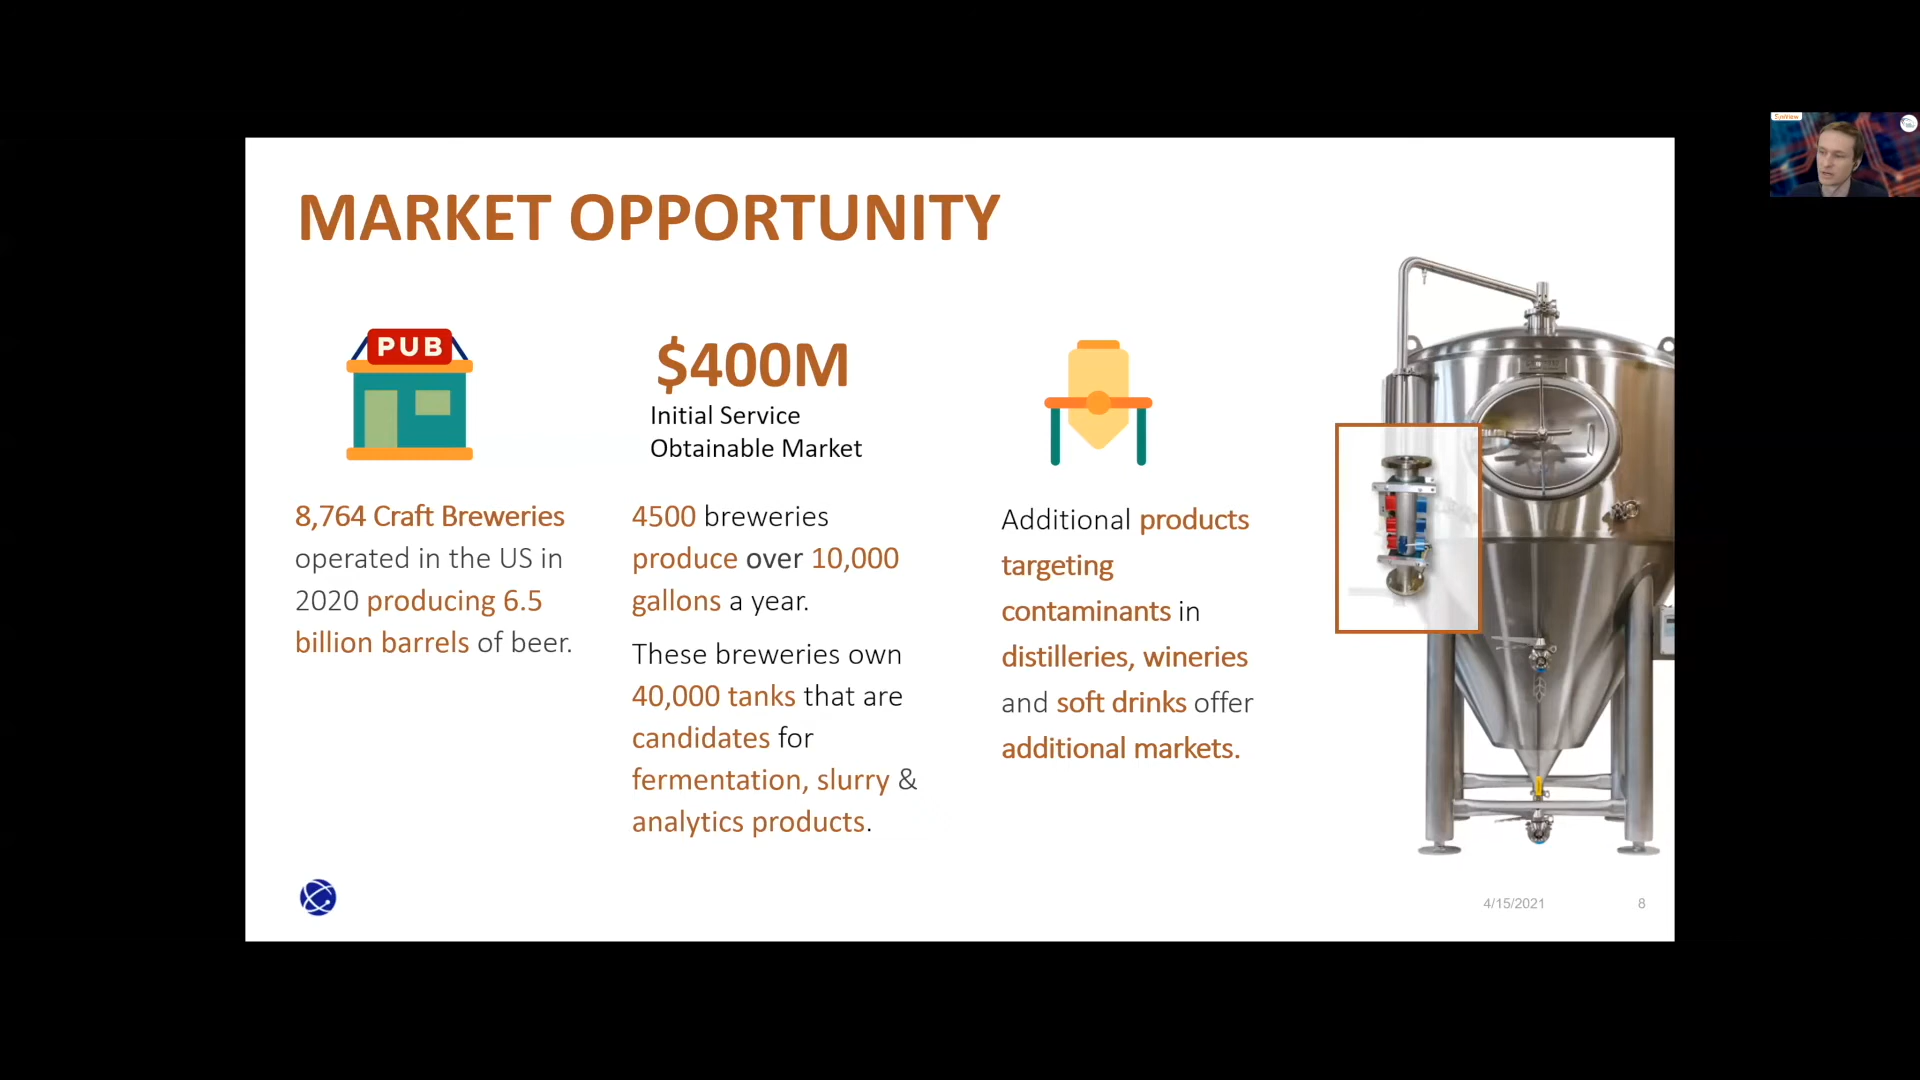 MARKET OPPORTUNITY
PUB
8,764 Craft Breweries
operated in the US in
2020 producing 6.5
billion barrels of beer.
$400M
Initial Service
Obtainable Market
4500 breweries
produce over 10,000
gallons a year.
These breweries own
40,000 tanks that are
candidates for
fermentation, slurry &
analytics products.
Additional products
targeting
contaminants in
distilleries, wineries
and soft drinks offer
additional markets.
4/15/2021
8